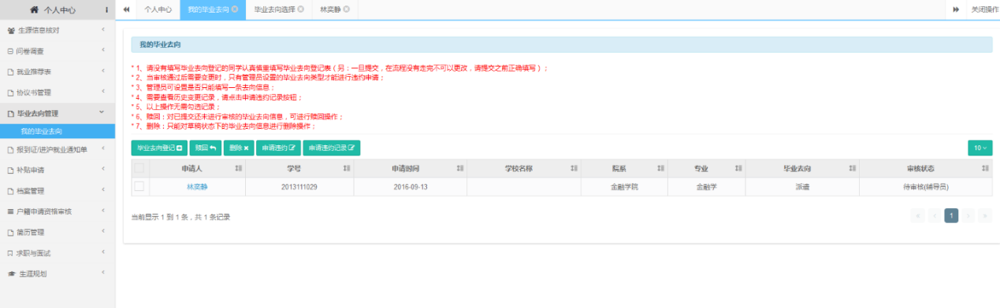 个人中心
个人中心 我的毕业去向 毕业去向选择 林奕静 关闭操作
生源信息核对
问卷调查
就业推荐表
协议书管理
毕业去向管理
我的毕业去向
报到证/进沪就业通知单
补贴申请
档案管理
户籍申请资格审核
简历管理
求职与面试
生涯规划
我的毕业去向
* 1、请没有填写毕业去向登记的同学认真慎重填写毕业去向登记表（另：一旦提交，在流程没有走完不可以更改，请提交之前正确填写）；
* 2、当审核通过后需要变更时，只有管理员设置的毕业去向类型才能进行违约申请；
* 3、管理员可设置是否只能填写一条去向信息；
* 4、需要查看历史变更记录，请点击申请违约记录按钮；
* 5、以上操作无需勾选记录；
* 6、赎回：对已提交还未进行审核的毕业去向信息，可进行赎回操作；
* 7、删除：只能对草稿状态下的毕业去向信息进行删除操作；
毕业去向登记 赎回 删除 申请违约 申请违约记录 10
申请人 学号 申请时间 学校名称 院系 专业 毕业去向 审核状态
林奕静 2013111029 2016-09-13 金融学院 金融学 派遣 待审核(辅导员)
当前显示 1 到 1 条，共 1 条记录
« ‹ 1 › »